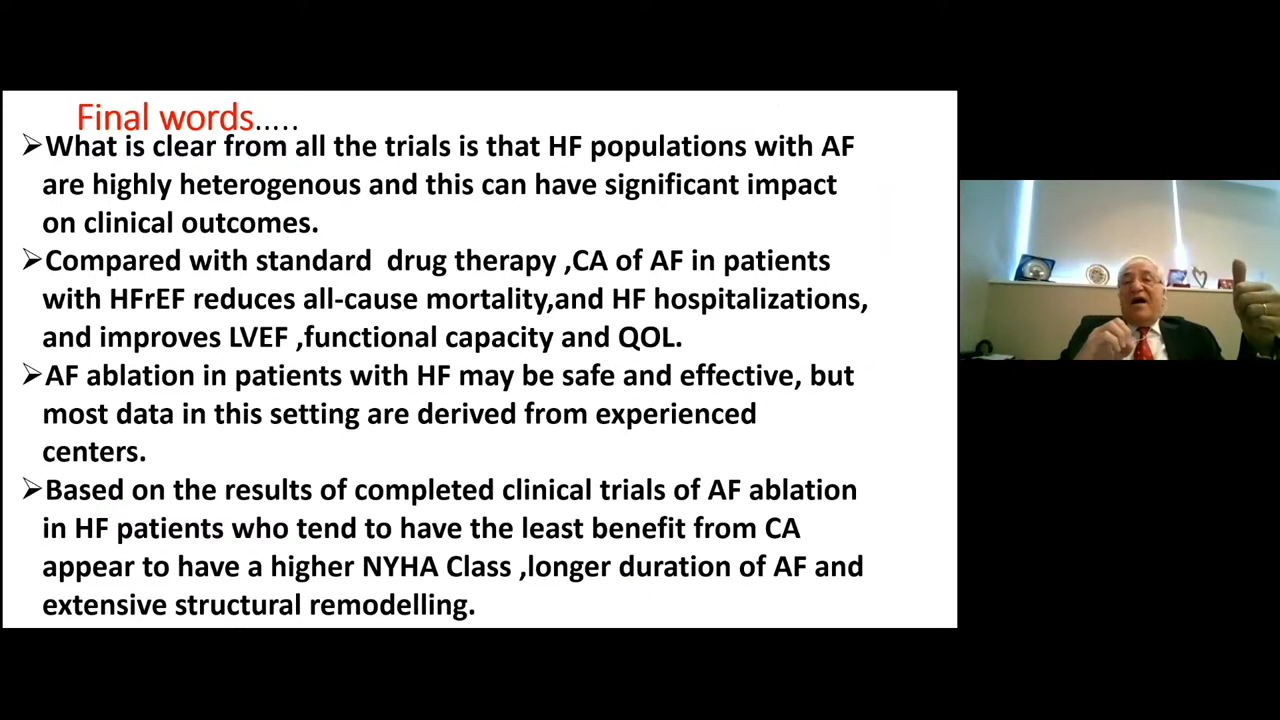 Final words.....
➢What is clear from all the trials is that HF populations with AF
are highly heterogenous and this can have significant impact
on clinical outcomes.
➢Compared with standard  drug therapy ,CA of AF in patients
with HFrEF reduces all-cause mortality,and HF hospitalizations,
and improves LVEF ,functional capacity and QOL.
➢AF ablation in patients with HF may be safe and effective, but
most data in this setting are derived from experienced
centers.
➢Based on the results of completed clinical trials of AF ablation
in HF patients who tend to have the least benefit from CA
appear to have a higher NYHA Class ,longer duration of AF and
extensive structural remodelling.